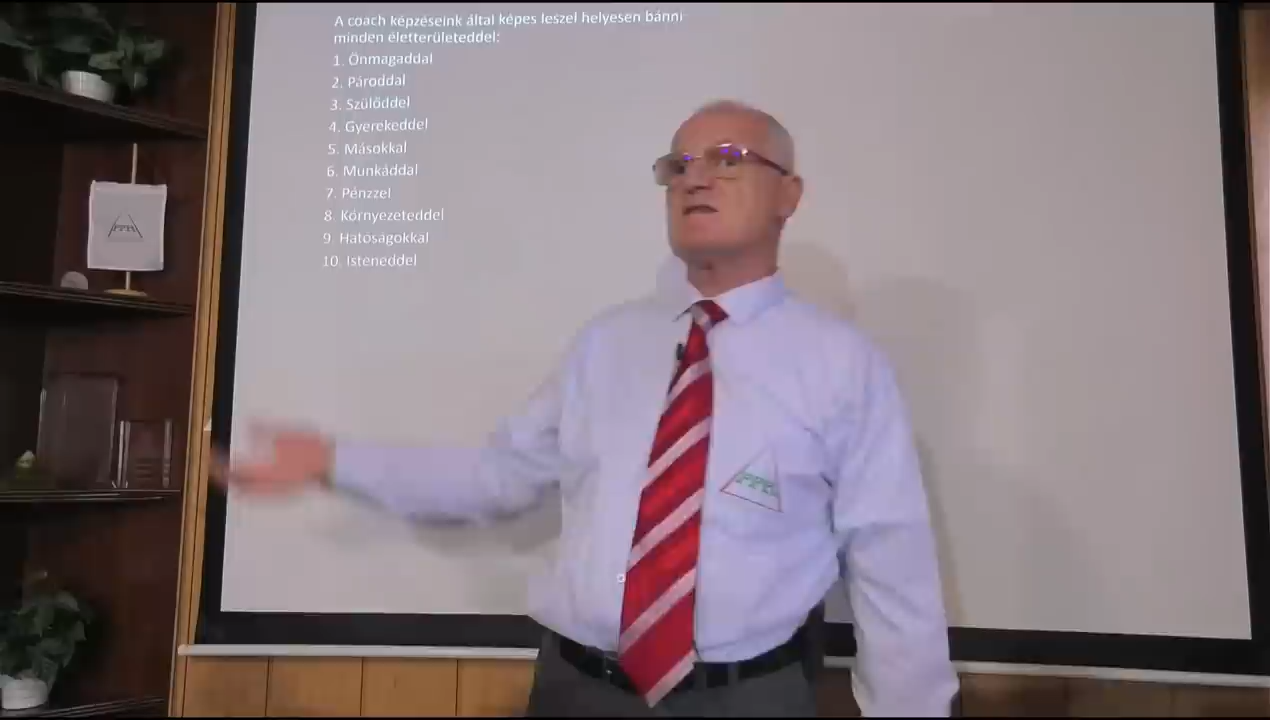 A coach képzéseink által képes leszel helyesen bánni
minden életterületeddel:
1. Önmagaddal
2. Pároddal
3. Szülőddel
4. Gyerekeddel
5. Másokkal
6. Munkáddal
7. Pénzzel
8. Környezeteddel
9. Hatóságokkal
10. Isteneddel